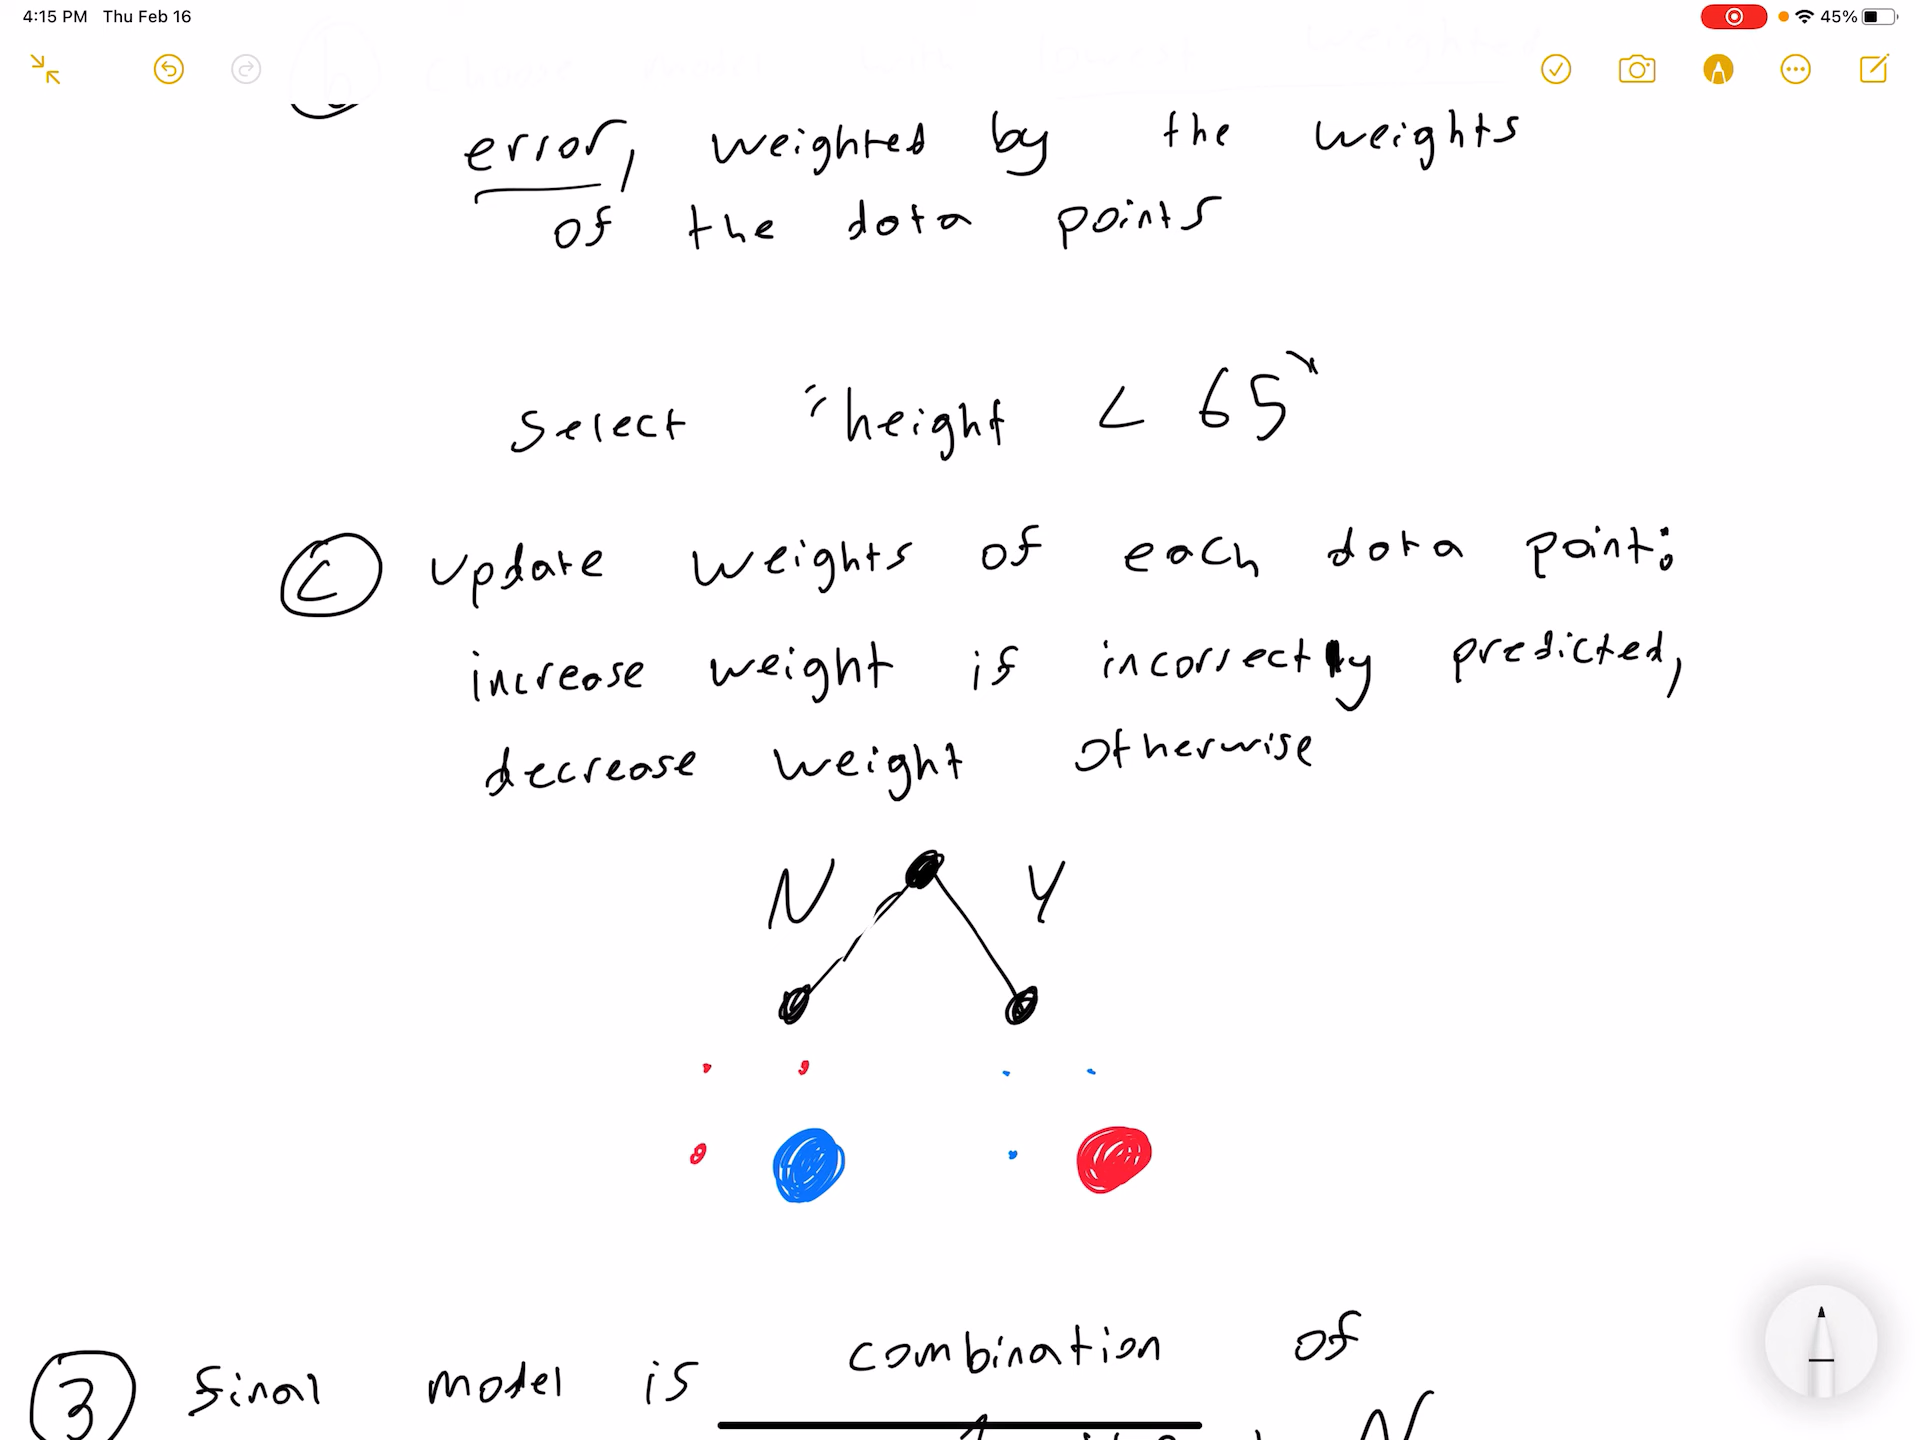 4:15 PM Thu Feb 16
45%
error, weighted by the weights
of the data points
Select "height < 65"
C update weights of each data point:
increase weight if incorrectly predicted,
decrease weight otherwise
N Y
3 final model is combination of
N